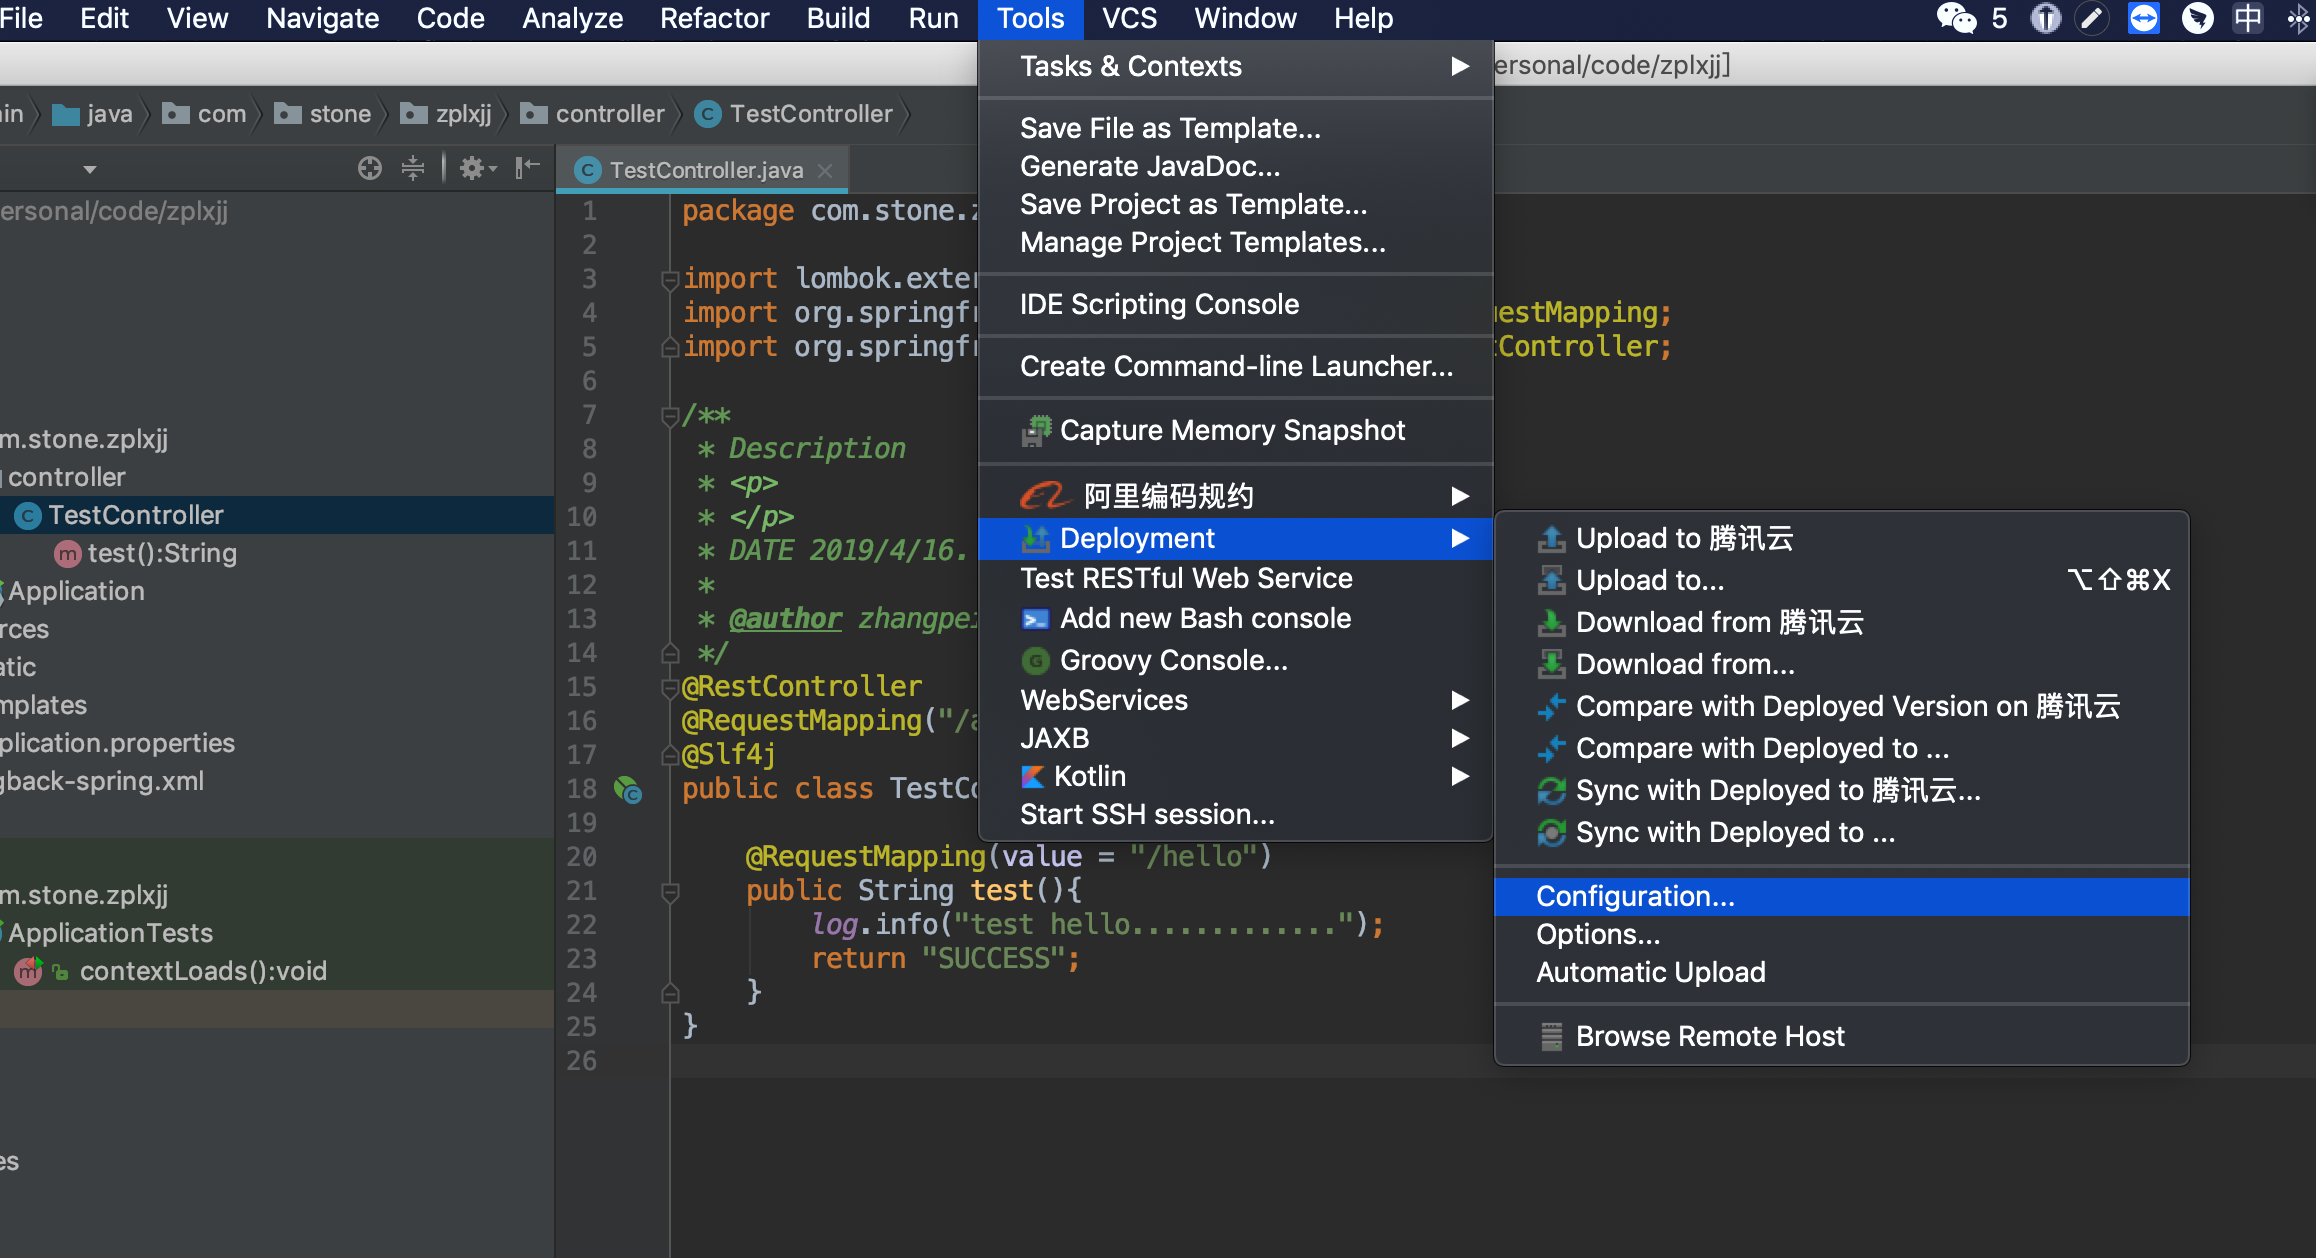 File Edit View Navigate Code Analyze Refactor Build Run Tools VCS Window Help 5 中
ersonal/code/zplxjj]
in java com stone zplxjj controller TestController
TestController.java
ersonal/code/zplxjj
m.stone.zplxjj
controller
TestController
test():String
Application
rces
atic
mplates
plication.properties
gback-spring.xml
m.stone.zplxjj
ApplicationTests
contextLoads():void
es
1 package com.stone.z
2
3 import lombok.exter
4 import org.springfr estMapping;
5 import org.springfr tController;
6
7 /**
8 * Description
9 * <p>
10 * </p>
11 * DATE 2019/4/16.
12 *
13 * @author zhangpei
14 */
15 @RestController
16 @RequestMapping("/a
17 @Slf4j
18 public class TestCo
19
20 @RequestMapping(value = "/hello")
21 public String test(){
22 log.info("test hello.............");
23 return "SUCCESS";
24 }
25 }
26
Tasks & Contexts
Save File as Template...
Generate JavaDoc...
Save Project as Template...
Manage Project Templates...
IDE Scripting Console
Create Command-line Launcher...
Capture Memory Snapshot
阿里编码规约
Deployment
Test RESTful Web Service
Add new Bash console
Groovy Console...
WebServices
JAXB
Kotlin
Start SSH session...
Upload to 腾讯云
Upload to... ⌥⇧⌘X
Download from 腾讯云
Download from...
Compare with Deployed Version on 腾讯云
Compare with Deployed to ...
Sync with Deployed to 腾讯云...
Sync with Deployed to ...
Configuration...
Options...
Automatic Upload
Browse Remote Host